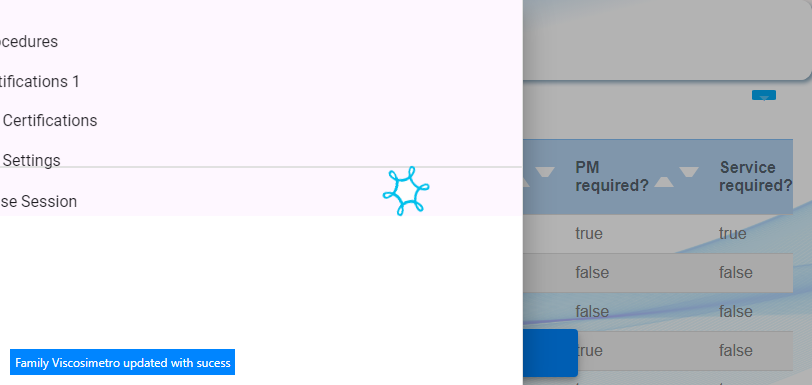 ocedures
tifications 1
Certifications
Settings
se Session
PM
required?
Service
required?
true true
false false
false false
true false
Family Viscosimetro updated with sucess